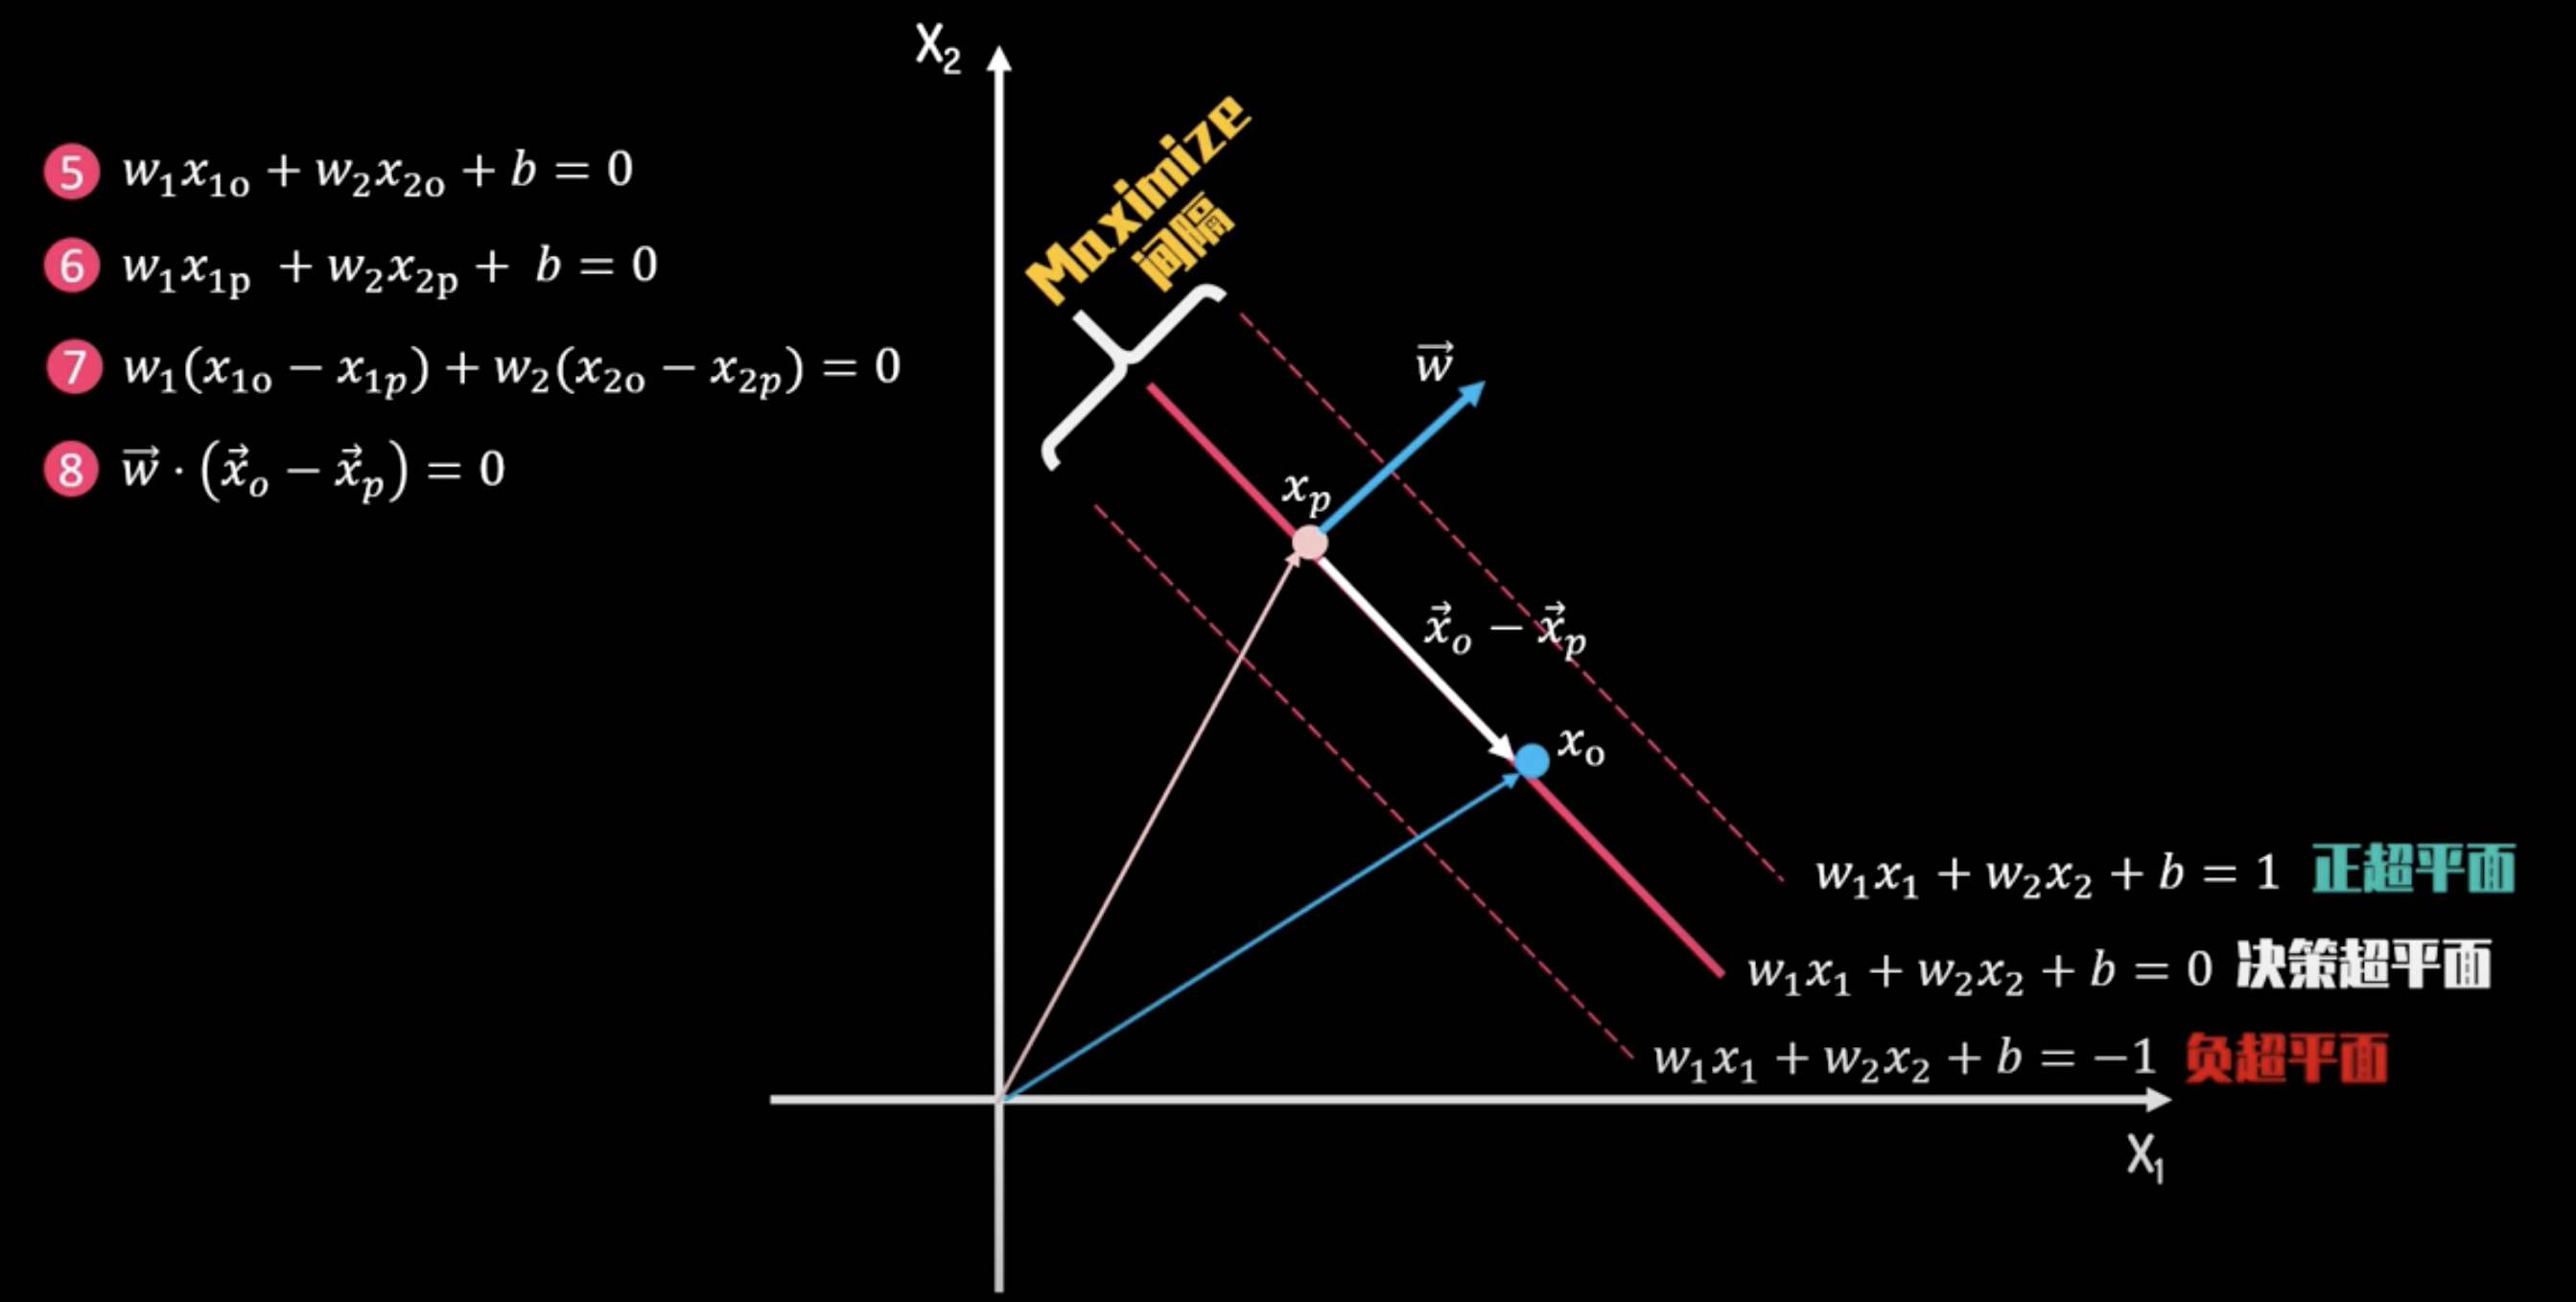 X₂
Maximize
间隔
5 w₁x₁ₒ + w₂x₂ₒ + b = 0
6 w₁x₁ₚ + w₂x₂ₚ + b = 0
7 w₁(x₁ₒ − x₁ₚ) + w₂(x₂ₒ − x₂ₚ) = 0
8 w⃗ · (x⃗ₒ − x⃗ₚ) = 0
w⃗
xₚ
x⃗ₒ − x⃗ₚ
xₒ
w₁x₁ + w₂x₂ + b = 1 正超平面
w₁x₁ + w₂x₂ + b = 0 决策超平面
w₁x₁ + w₂x₂ + b = −1 负超平面
X₁